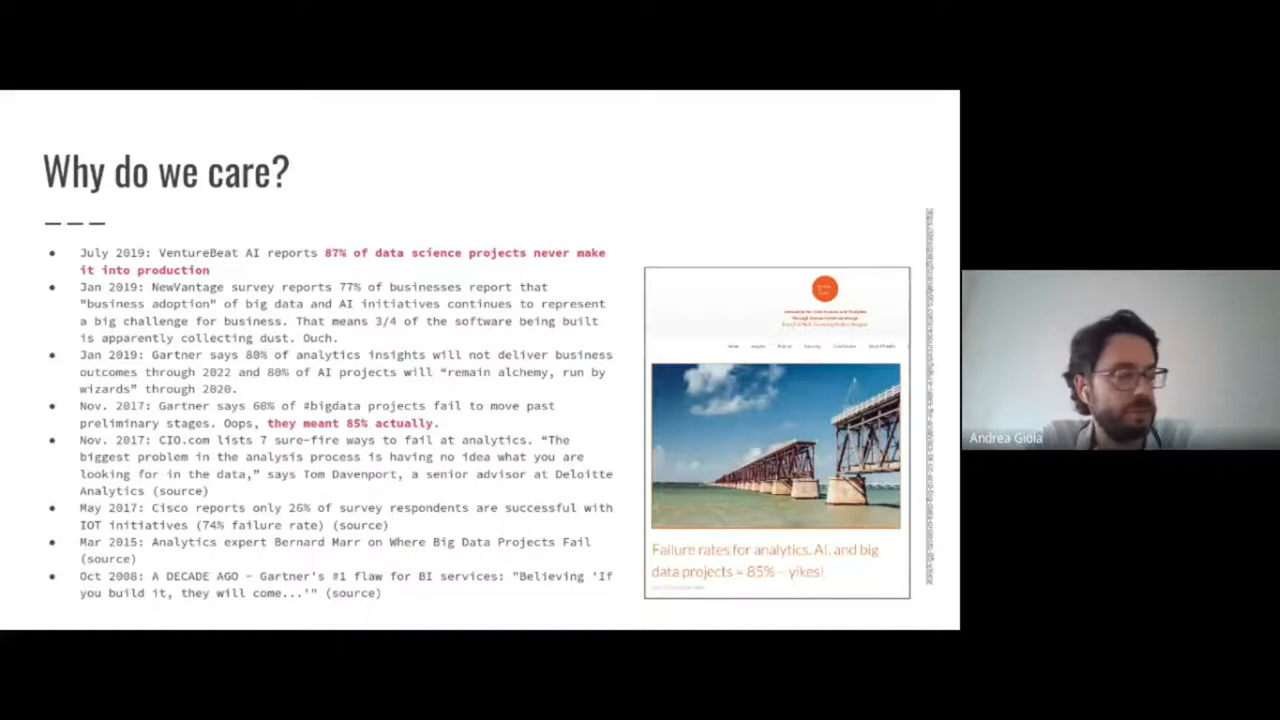 Why do we care?
● July 2019: VentureBeat AI reports 87% of data science projects never make
it into production
● Jan 2019: NewVantage survey reports 77% of businesses report that
"business adoption" of big data and AI initiatives continues to represent
a big challenge for business. That means 3/4 of the software being built
is apparently collecting dust. Ouch.
● Jan 2019: Gartner says 80% of analytics insights will not deliver business
outcomes through 2022 and 80% of AI projects will “remain alchemy, run by
wizards” through 2020.
● Nov. 2017: Gartner says 60% of #bigdata projects fail to move past
preliminary stages. Oops, they meant 85% actually.
● Nov. 2017: CIO.com lists 7 sure-fire ways to fail at analytics. “The
biggest problem in the analysis process is having no idea what you are
looking for in the data,” says Tom Davenport, a senior advisor at Deloitte
Analytics (source)
● May 2017: Cisco reports only 26% of survey respondents are successful with
IOT initiatives (74% failure rate) (source)
● Mar 2015: Analytics expert Bernard Marr on Where Big Data Projects Fail
(source)
● Oct 2008: A DECADE AGO – Gartner's #1 flaw for BI services: "Believing 'If
you build it, they will come...'" (source)
Failure rates for analytics, AI, and big
data projects = 85% – yikes!
Andrea Gioia